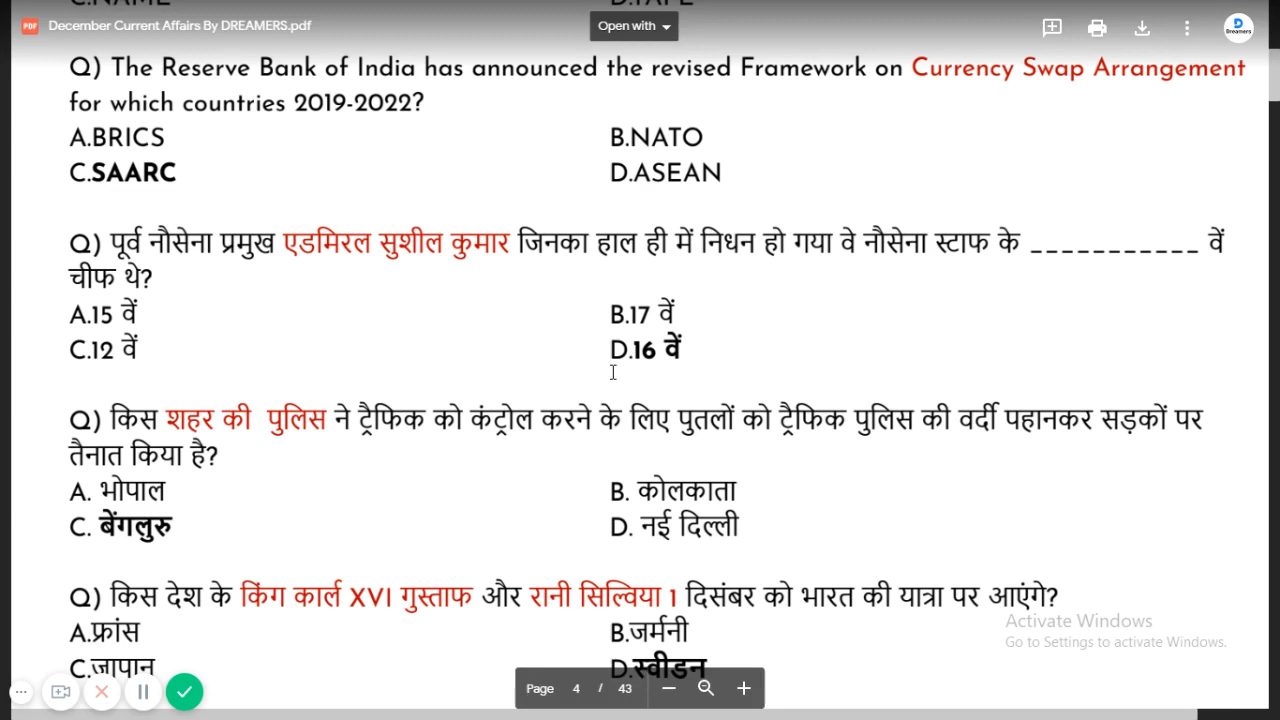 C.NAME D.TAPE
December Current Affairs By DREAMERS.pdf
Open with
Dreamers
Q) The Reserve Bank of India has announced the revised Framework on Currency Swap Arrangement
for which countries 2019-2022?
A.BRICS B.NATO
C.SAARC D.ASEAN
Q) पूर्व नौसेना प्रमुख एडमिरल सुशील कुमार जिनका हाल ही में निधन हो गया वे नौसेना स्टाफ के ___________ वें
चीफ थे?
A.15 वें B.17 वें
C.12 वें D.16 वें
Q) किस शहर की पुलिस ने ट्रैफिक को कंट्रोल करने के लिए पुतलों को ट्रैफिक पुलिस की वर्दी पहानकर सड़कों पर
तैनात किया है?
A. भोपाल B. कोलकाता
C. बेंगलुरु D. नई दिल्ली
Q) किस देश के किंग कार्ल XVI गुस्ताफ और रानी सिल्विया 1 दिसंबर को भारत की यात्रा पर आएंगे?
A.फ्रांस B.जर्मनी
C.जापान D.स्वीडन
Activate Windows
Go to Settings to activate Windows.
Page 4 / 43